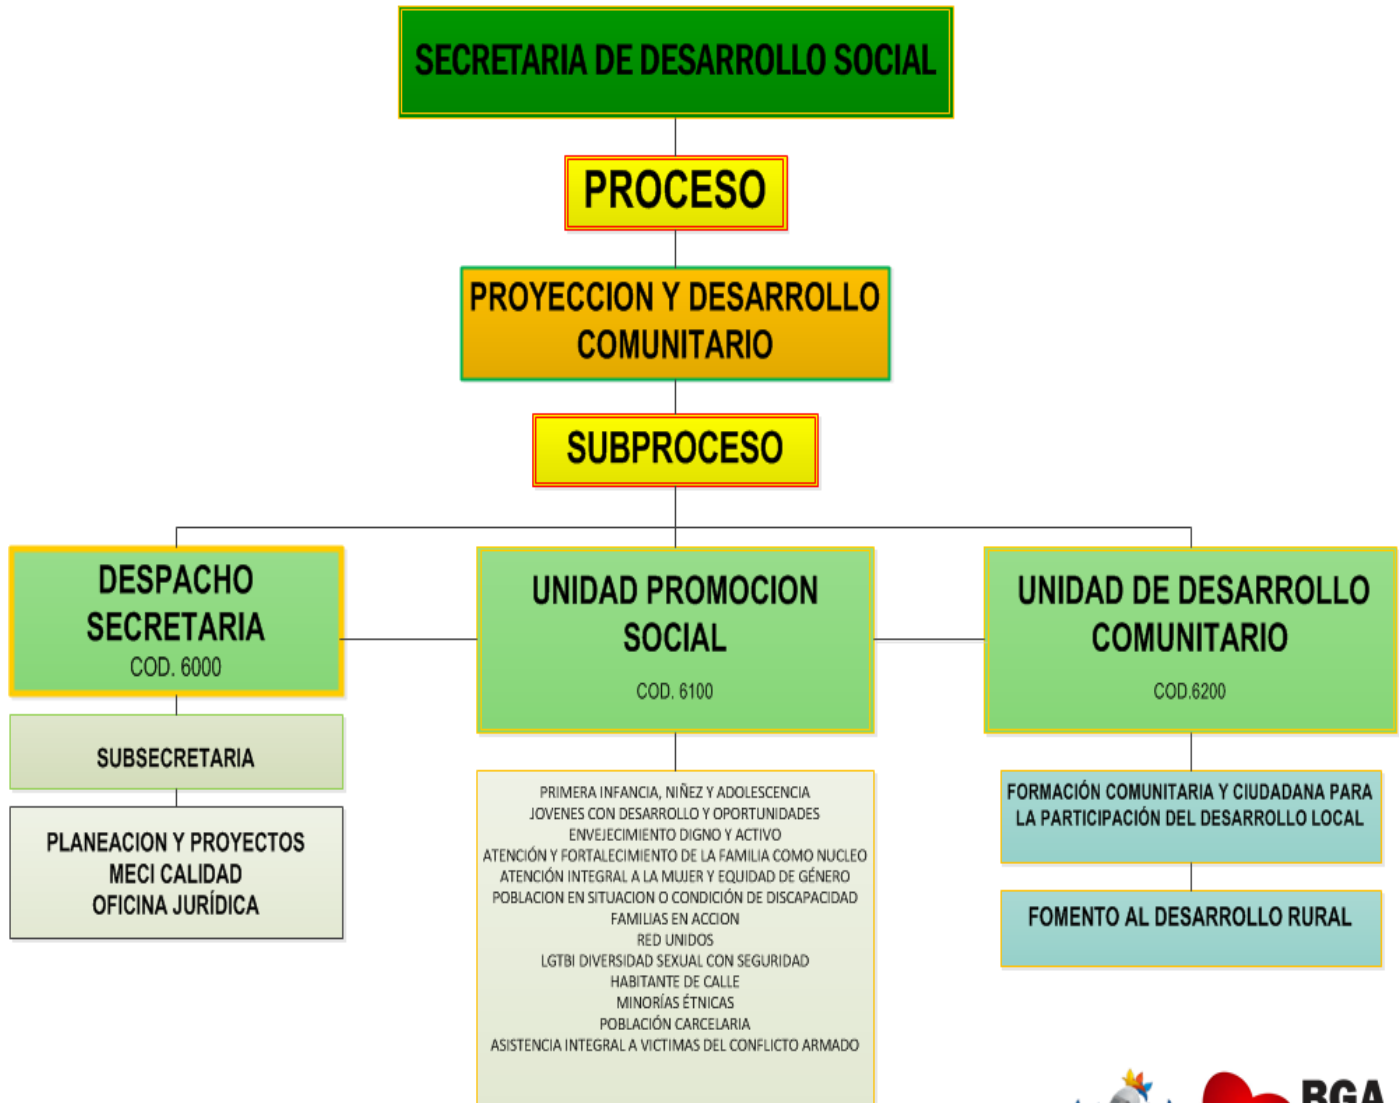 SECRETARIA DE DESARROLLO SOCIAL
PROCESO
PROYECCION Y DESARROLLO
COMUNITARIO
SUBPROCESO
DESPACHO
SECRETARIA
COD. 6000
SUBSECRETARIA
PLANEACION Y PROYECTOS
MECI CALIDAD
OFICINA JURÍDICA
UNIDAD PROMOCION
SOCIAL
COD. 6100
PRIMERA INFANCIA, NIÑEZ Y ADOLESCENCIA
JOVENES CON DESARROLLO Y OPORTUNIDADES
ENVEJECIMIENTO DIGNO Y ACTIVO
ATENCIÓN Y FORTALECIMIENTO DE LA FAMILIA COMO NUCLEO
ATENCIÓN INTEGRAL A LA MUJER Y EQUIDAD DE GÉNERO
POBLACION EN SITUACION O CONDICIÓN DE DISCAPACIDAD
FAMILIAS EN ACCION
RED UNIDOS
LGTBI DIVERSIDAD SEXUAL CON SEGURIDAD
HABITANTE DE CALLE
MINORÍAS ÉTNICAS
POBLACIÓN CARCELARIA
ASISTENCIA INTEGRAL A VICTIMAS DEL CONFLICTO ARMADO
UNIDAD DE DESARROLLO
COMUNITARIO
COD.6200
FORMACIÓN COMUNITARIA Y CIUDADANA PARA
LA PARTICIPACIÓN DEL DESARROLLO LOCAL
FOMENTO AL DESARROLLO RURAL
BGA